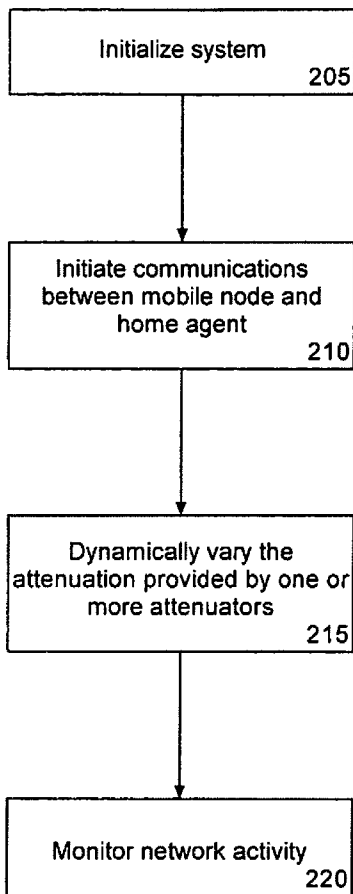 Initialize system
205
Initiate communications
between mobile node and
home agent
210
Dynamically vary the
attenuation provided by one or
more attenuators
215
Monitor network activity
220